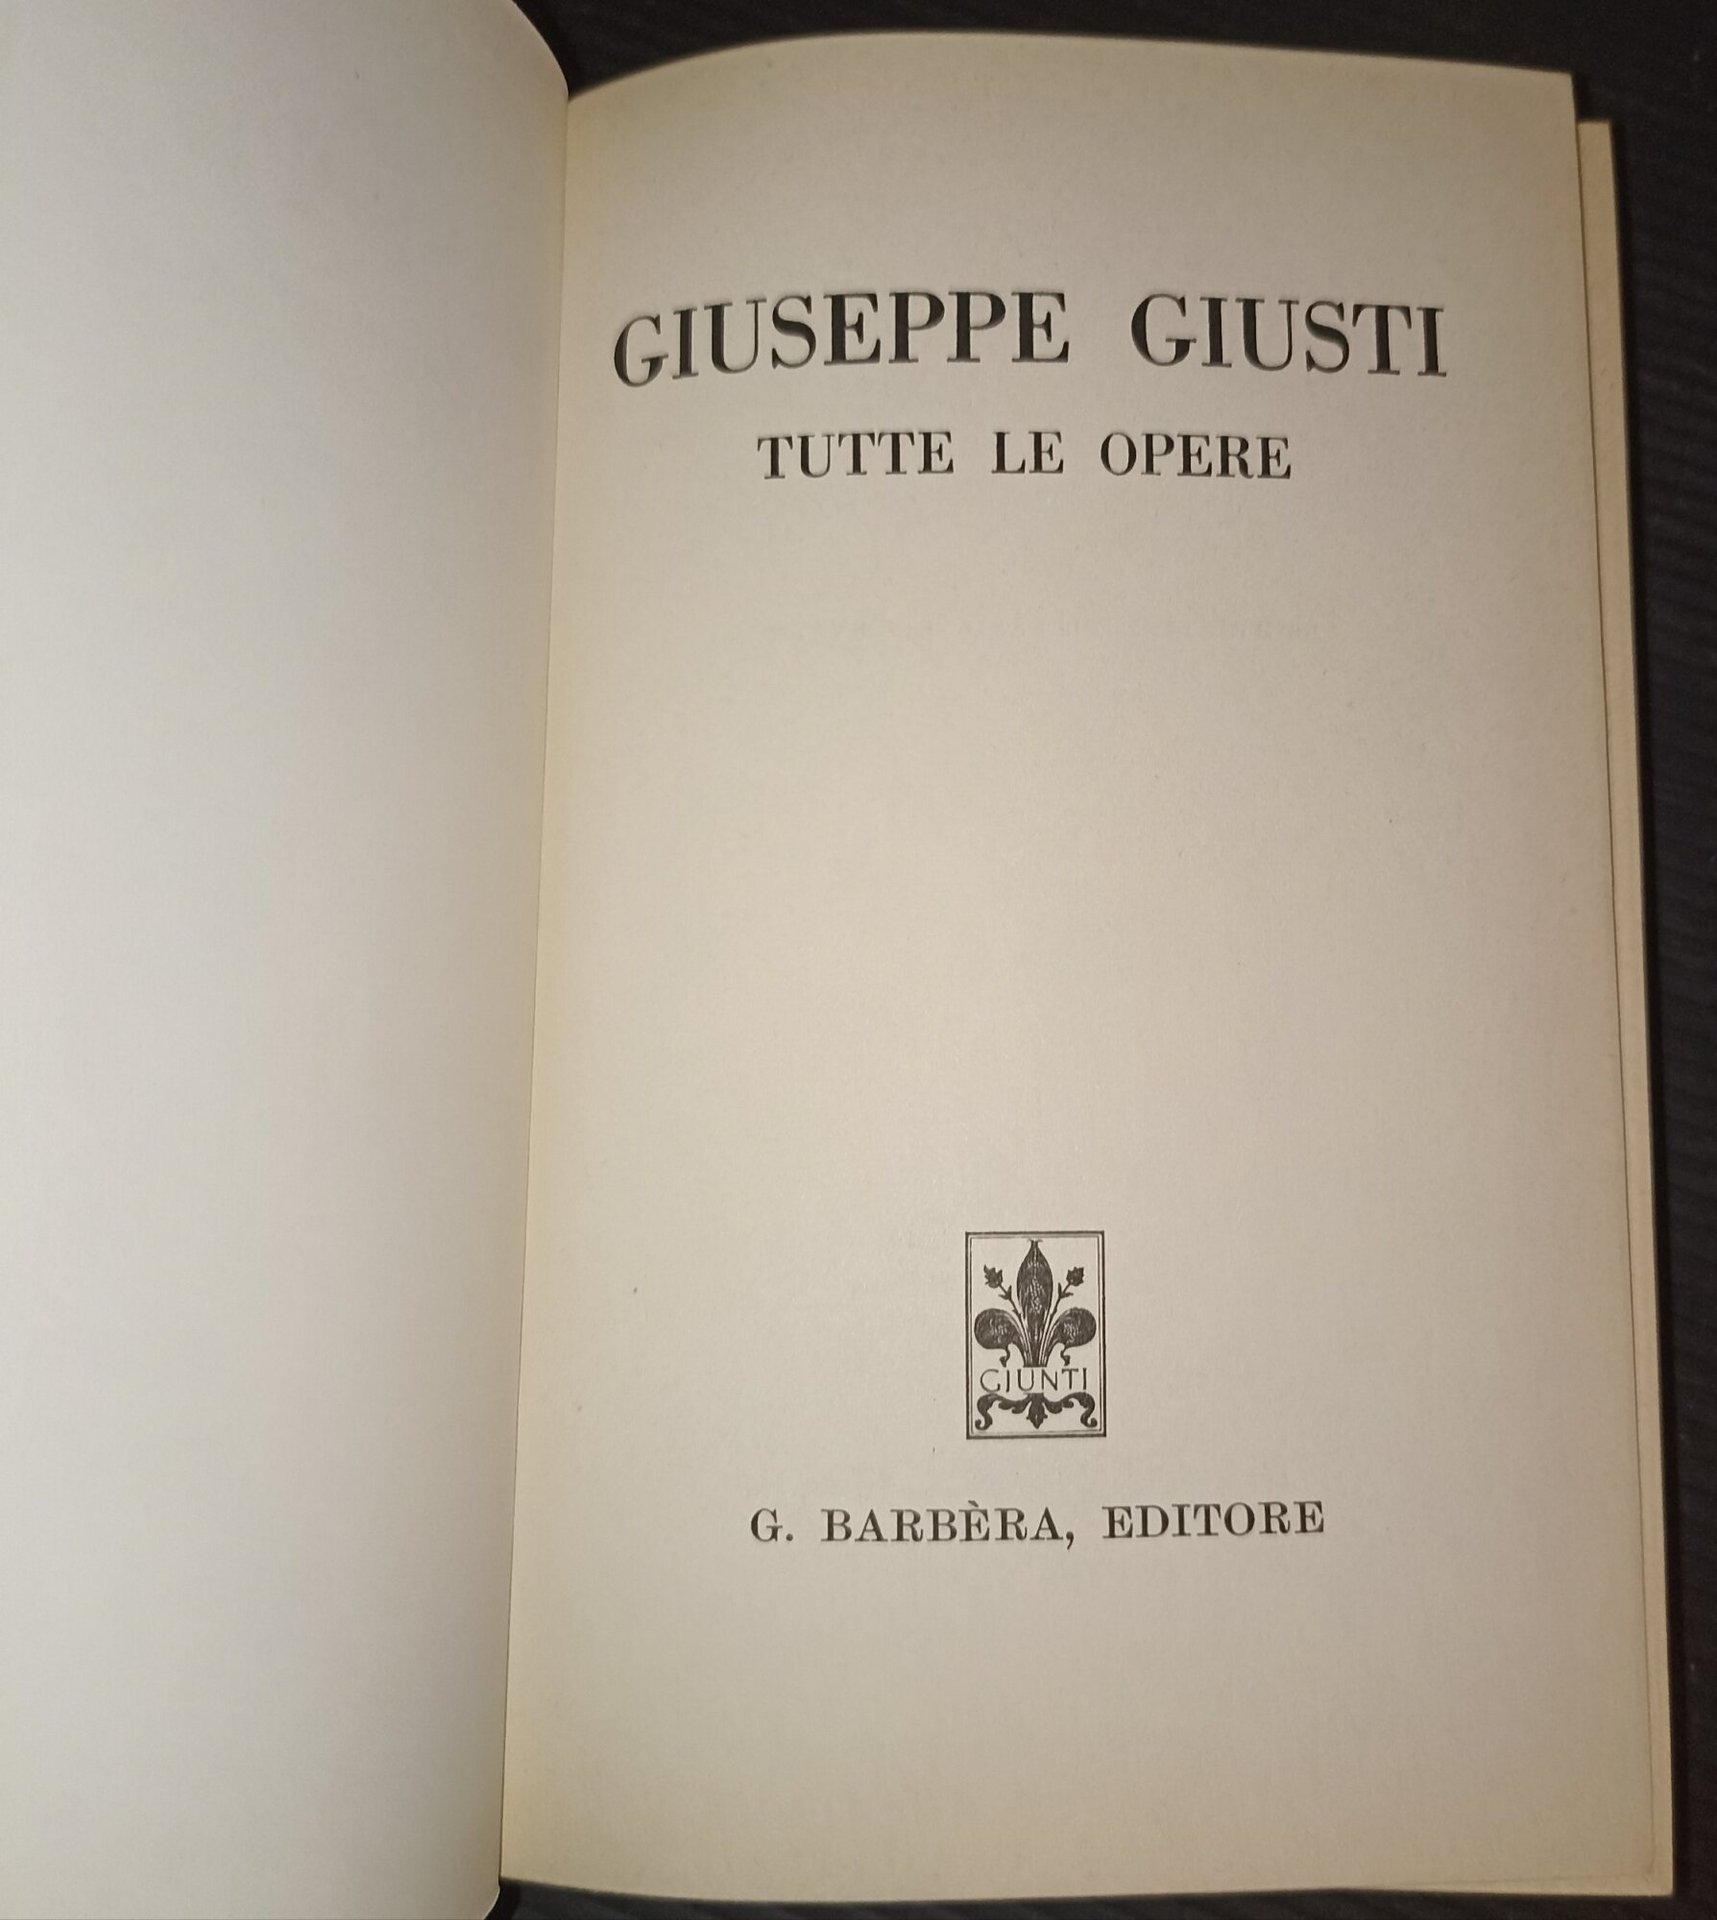 GIUSEPPE GIUSTI
TUTTE LE OPERE
GIUNTI
G. BARBÈRA, EDITORE